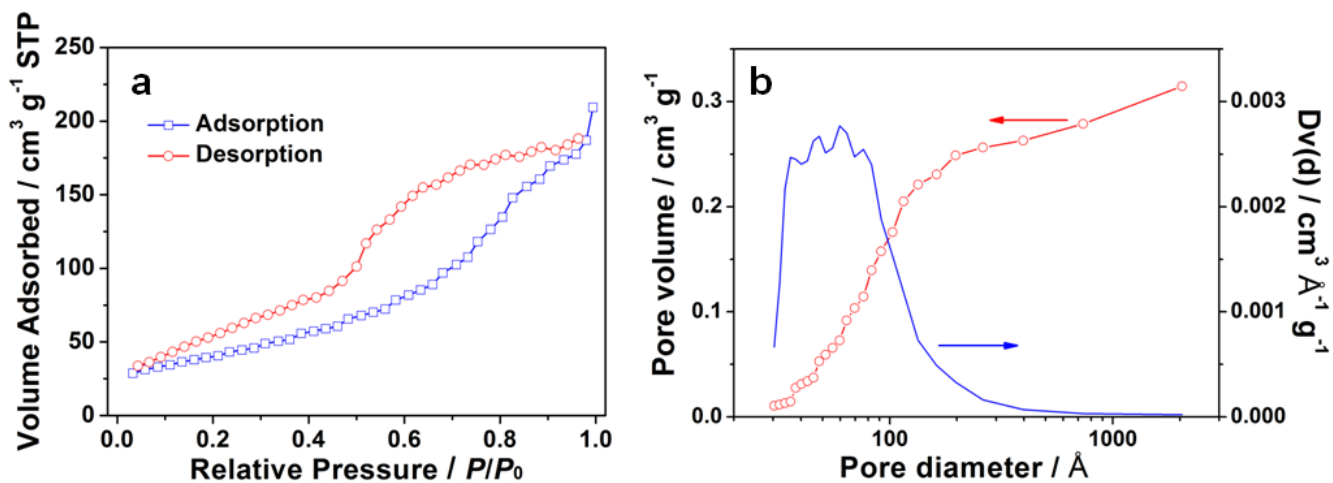 a
Volume Adsorbed / cm³ g⁻¹ STP
250
200
150
100
50
0
Adsorption
Desorption
0.0 0.2 0.4 0.6 0.8 1.0
Relative Pressure / P/P₀
b
Pore volume / cm³ g⁻¹
0.3
0.2
0.1
0.0
Dv(d) / cm³ Å⁻¹ g⁻¹
0.003
0.002
0.001
0.000
100 1000
Pore diameter / Å